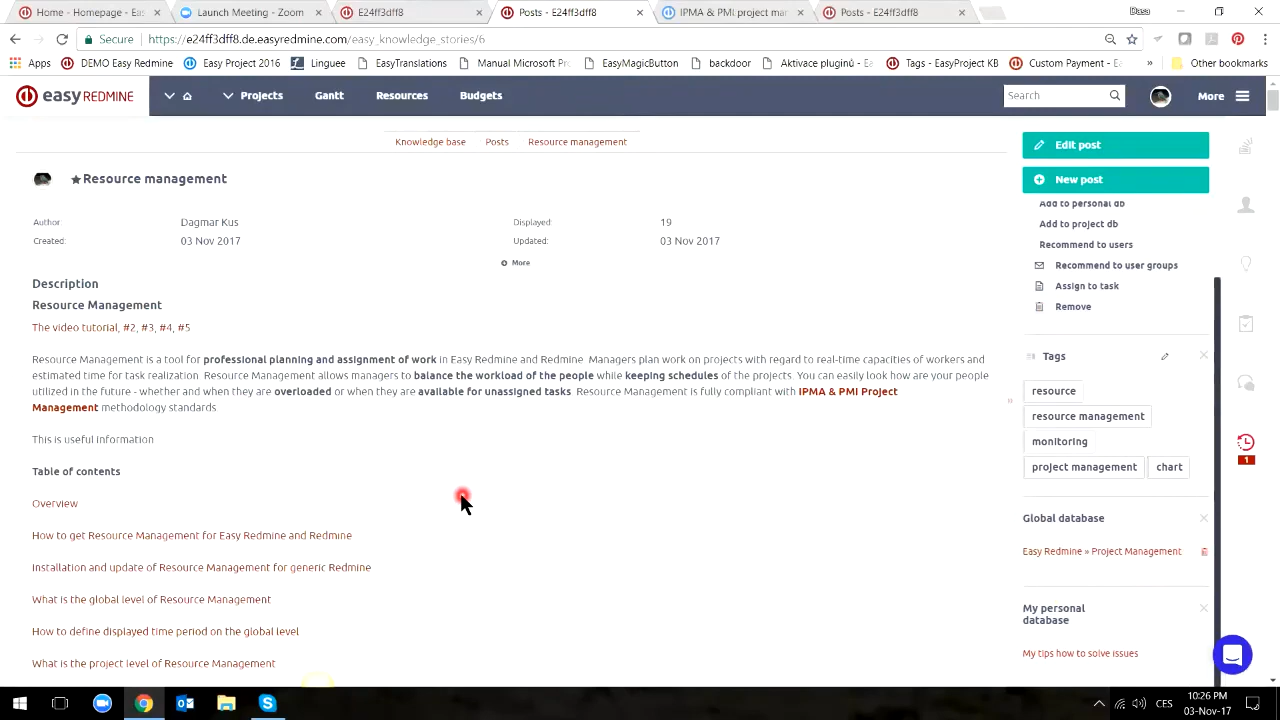 Home - Homepage - Eas
Launch Meeting - Zoom
E24ff3dff8
Posts - E24ff3dff8
IPMA & PMI project mar
Posts - E24ff3dff8
Secure
https://e24ff3dff8.de.easyredmine.com/easy_knowledge_stories/6
Apps
DEMO Easy Redmine
Easy Project 2016
Linguee
EasyTranslations
Manual Microsoft Pro
EasyMagicButton
backdoor
Aktivace pluginů - Ea
Tags - EasyProject KB
Custom Payment - Ea
»
Other bookmarks
easy REDMINE
Projects
Gantt
Resources
Budgets
Search
More
Knowledge base
Posts
Resource management
Edit post
Resource management
New post
Add to personal db
Author:
Dagmar Kus
Displayed:
19
Add to project db
Created:
03 Nov 2017
Updated:
03 Nov 2017
Recommend to users
More
Recommend to user groups
Description
Assign to task
Resource Management
Remove
The video tutorial, #2, #3, #4, #5
Resource Management is a tool for professional planning and assignment of work in Easy Redmine and Redmine. Managers plan work on projects with regard to real-time capacities of workers and
estimated time for task realization. Resource Management allows managers to balance the workload of the people while keeping schedules of the projects. You can easily look how are your people
utilized in the future - whether and when they are overloaded or when they are available for unassigned tasks. Resource Management is fully compliant with IPMA & PMI Project
Management methodology standards
Tags
resource
resource management
monitoring
project management
chart
1
This is useful information
Table of contents
Overview
How to get Resource Management for Easy Redmine and Redmine
Installation and update of Resource Management for generic Redmine
What is the global level of Resource Management
How to define displayed time period on the global level
What is the project level of Resource Management
Global database
Easy Redmine » Project Management
My personal
database
My tips how to solve issues
CES
10:26 PM
03-Nov-17